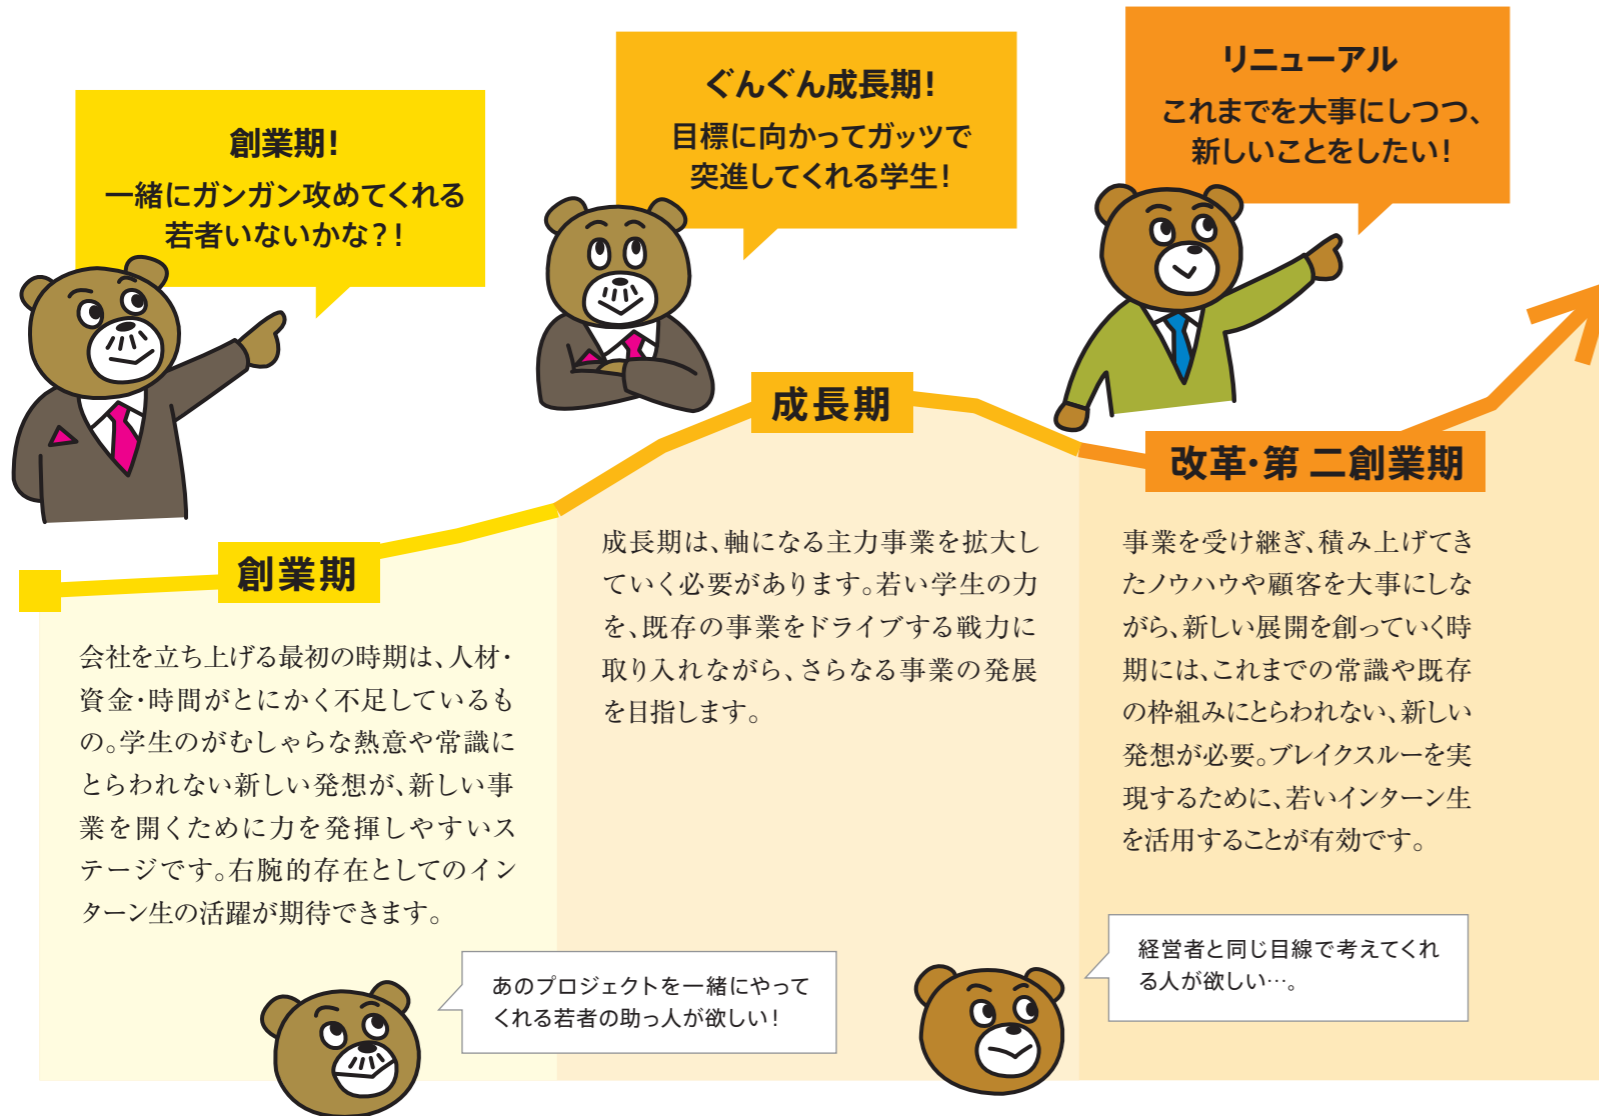 創業期！
一緒にガンガン攻めてくれる
若者いないかな？！
ぐんぐん成長期！
目標に向かってガッツで
突進してくれる学生！
リニューアル
これまでを大事にしつつ、
新しいことをしたい！
創業期
会社を立ち上げる最初の時期は、人材・
資金・時間がとにかく不足しているも
の。学生のがむしゃらな熱意や常識に
とらわれない新しい発想が、新しい事
業を開くために力を発揮しやすいス
テージです。右腕的存在としてのイン
ターン生の活躍が期待できます。
成長期
成長期は、軸になる主力事業を拡大し
ていく必要があります。若い学生の力
を、既存の事業をドライブする戦力に
取り入れながら、さらなる事業の発展
を目指します。
改革・第 二創業期
事業を受け継ぎ、積み上げてき
たノウハウや顧客を大事にしな
がら、新しい展開を創っていく時
期には、これまでの常識や既存
の枠組みにとらわれない、新しい
発想が必要。ブレイクスルーを実
現するために、若いインターン生
を活用することが有効です。
あのプロジェクトを一緒にやって
くれる若者の助っ人が欲しい！
経営者と同じ目線で考えてくれ
る人が欲しい…。